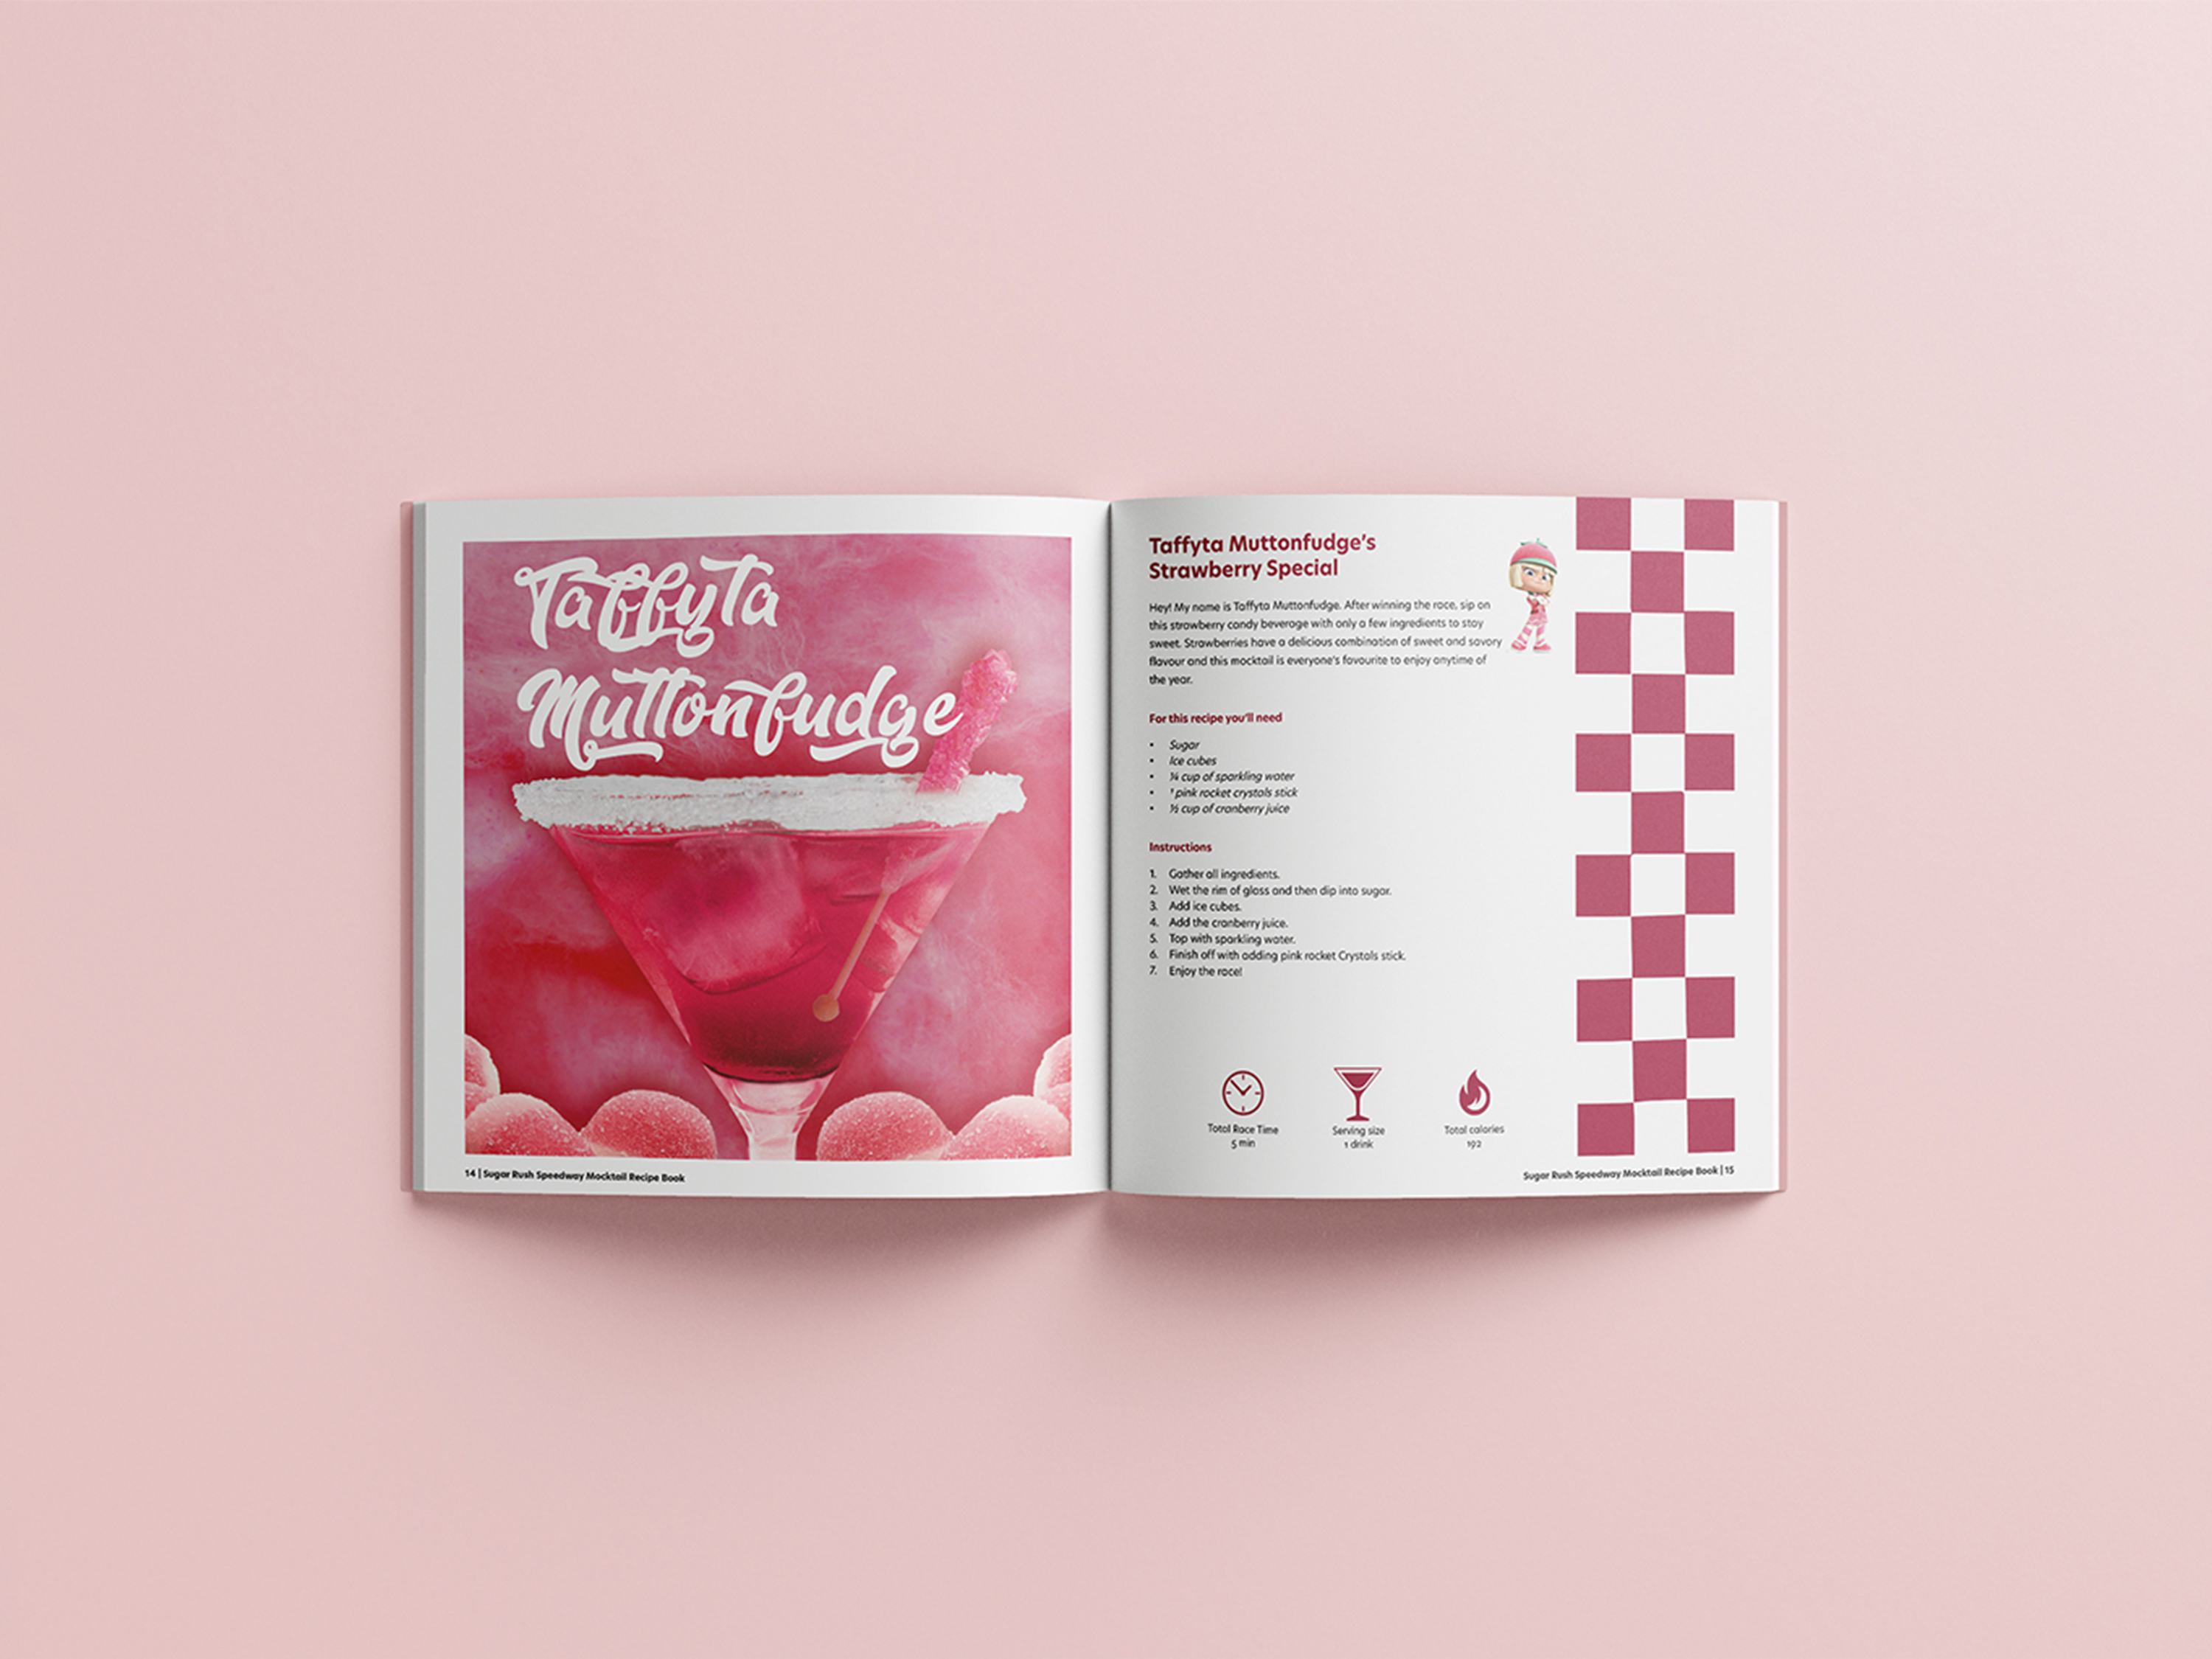 Taffyta
Muttonfudge
14 | Sugar Rush Speedway Mocktail Recipe Book
Taffyta Muttonfudge's
Strawberry Special
Hey! My name is Taffyta Muttonfudge. After winning the race, sip on
this strawberry candy beverage with only a few ingredients to stay
sweet. Strawberries have a delicious combination of sweet and savory
flavour and this mocktail is everyone's favourite to enjoy anytime of
the year.
For this recipe you'll need
• Sugar
• Ice cubes
• ¼ cup of sparkling water
• 1 pink rocket crystals stick
• ½ cup of cranberry juice
Instructions
1. Gather all ingredients.
2. Wet the rim of glass and then dip into sugar.
3. Add ice cubes.
4. Add the cranberry juice.
5. Top with sparkling water.
6. Finish off with adding pink rocket Crystals stick.
7. Enjoy the race!
Total Race Time
5 min
Serving size
1 drink
Total calories
192
Sugar Rush Speedway Mocktail Recipe Book | 15